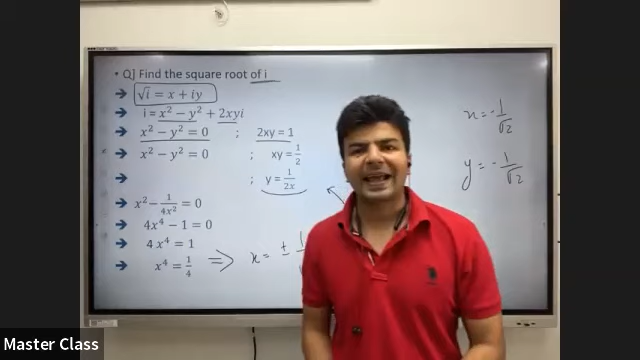 • Q] Find the square root of i
➔ √i = x + iy
➔ i = x² − y² + 2xyi
➔ x² − y² = 0 ; 2xy = 1
➔ x² − y² = 0 ; xy = 1/2
➔ ; y = 1/2x
➔ x² − 1/4x² = 0
➔ 4x⁴ − 1 = 0
➔ 4x⁴ = 1
➔ x⁴ = 1/4 ⇒ x = ± 1
x = -1/√2
y = -1/√2
Master Class